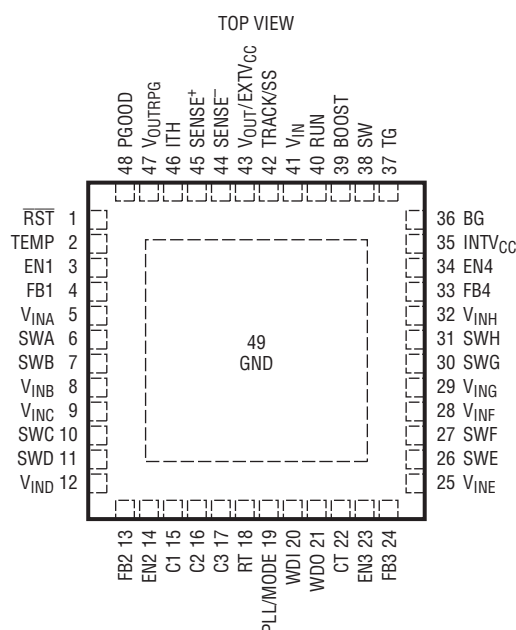 TOP VIEW
48 PGOOD
47 VOUTRPG
46 ITH
45 SENSE+
44 SENSE–
43 VOUT/EXTVCC
42 TRACK/SS
41 VIN
40 RUN
39 BOOST
38 SW
37 TG
RST 1
TEMP 2
EN1 3
FB1 4
VINA 5
SWA 6
SWB 7
VINB 8
VINC 9
SWC 10
SWD 11
VIND 12
49
GND
36 BG
35 INTVCC
34 EN4
33 FB4
32 VINH
31 SWH
30 SWG
29 VING
28 VINF
27 SWF
26 SWE
25 VINE
FB2 13
EN2 14
C1 15
C2 16
C3 17
RT 18
PLL/MODE 19
WDI 20
WDO 21
CT 22
EN3 23
FB3 24